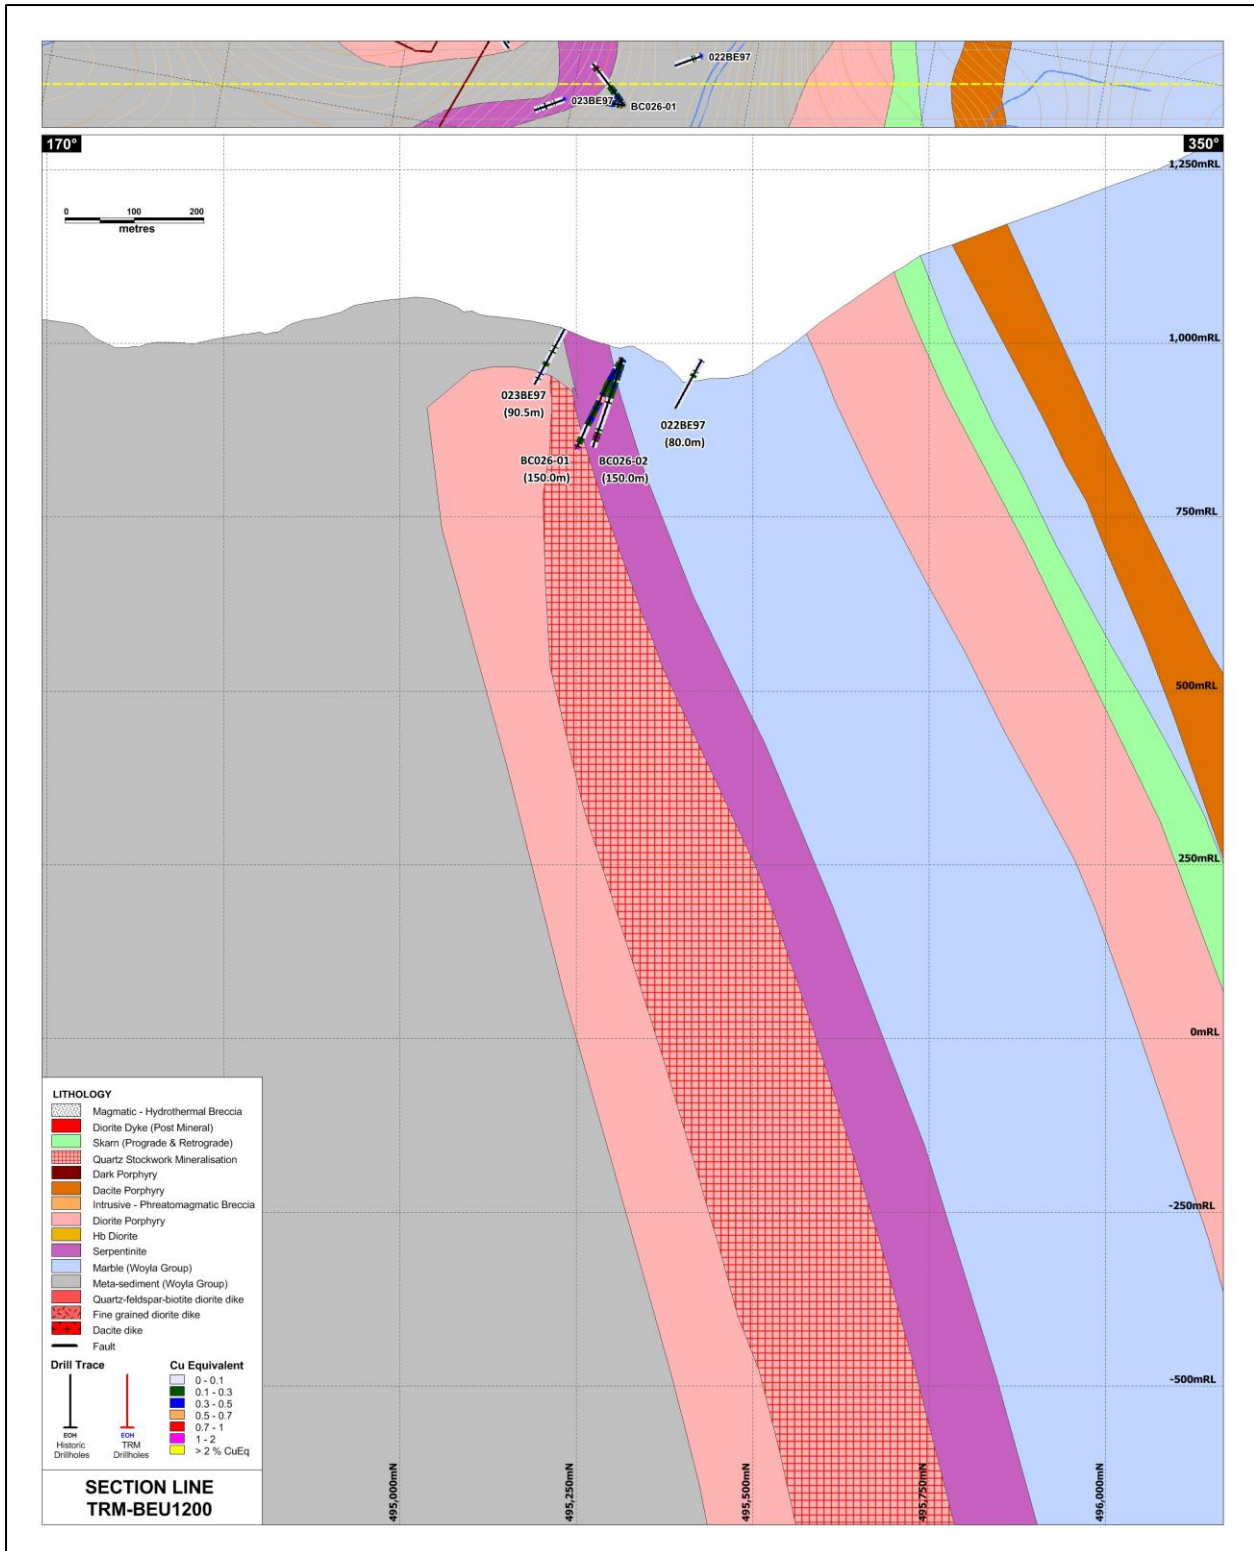 022BE97
023BE97
BC026-01
170°
350°
1,250mRL
0 100 200
metres
1,000mRL
023BE97
(90.5m)
022BE97
(80.0m)
BC026-01
(150.0m)
BC026-02
(150.0m)
750mRL
500mRL
250mRL
0mRL
-250mRL
-500mRL
LITHOLOGY
Magmatic - Hydrothermal Breccia
Diorite Dyke (Post Mineral)
Skarn (Prograde & Retrograde)
Quartz Stockwork Mineralisation
Dark Porphyry
Dacite Porphyry
Intrusive - Phreatomagmatic Breccia
Diorite Porphyry
Hb Diorite
Serpentinite
Marble (Woyla Group)
Meta-sediment (Woyla Group)
Quartz-feldspar-biotite diorite dike
Fine grained diorite dike
Dacite dike
Fault
Drill Trace
EOH
Historic
Drillholes
EOH
TRM
Drillholes
Cu Equivalent
0 - 0.1
0.1 - 0.3
0.3 - 0.5
0.5 - 0.7
0.7 - 1
1 - 2
> 2 % CuEq
495,000mN
495,250mN
495,500mN
495,750mN
496,000mN
SECTION LINE
TRM-BEU1200